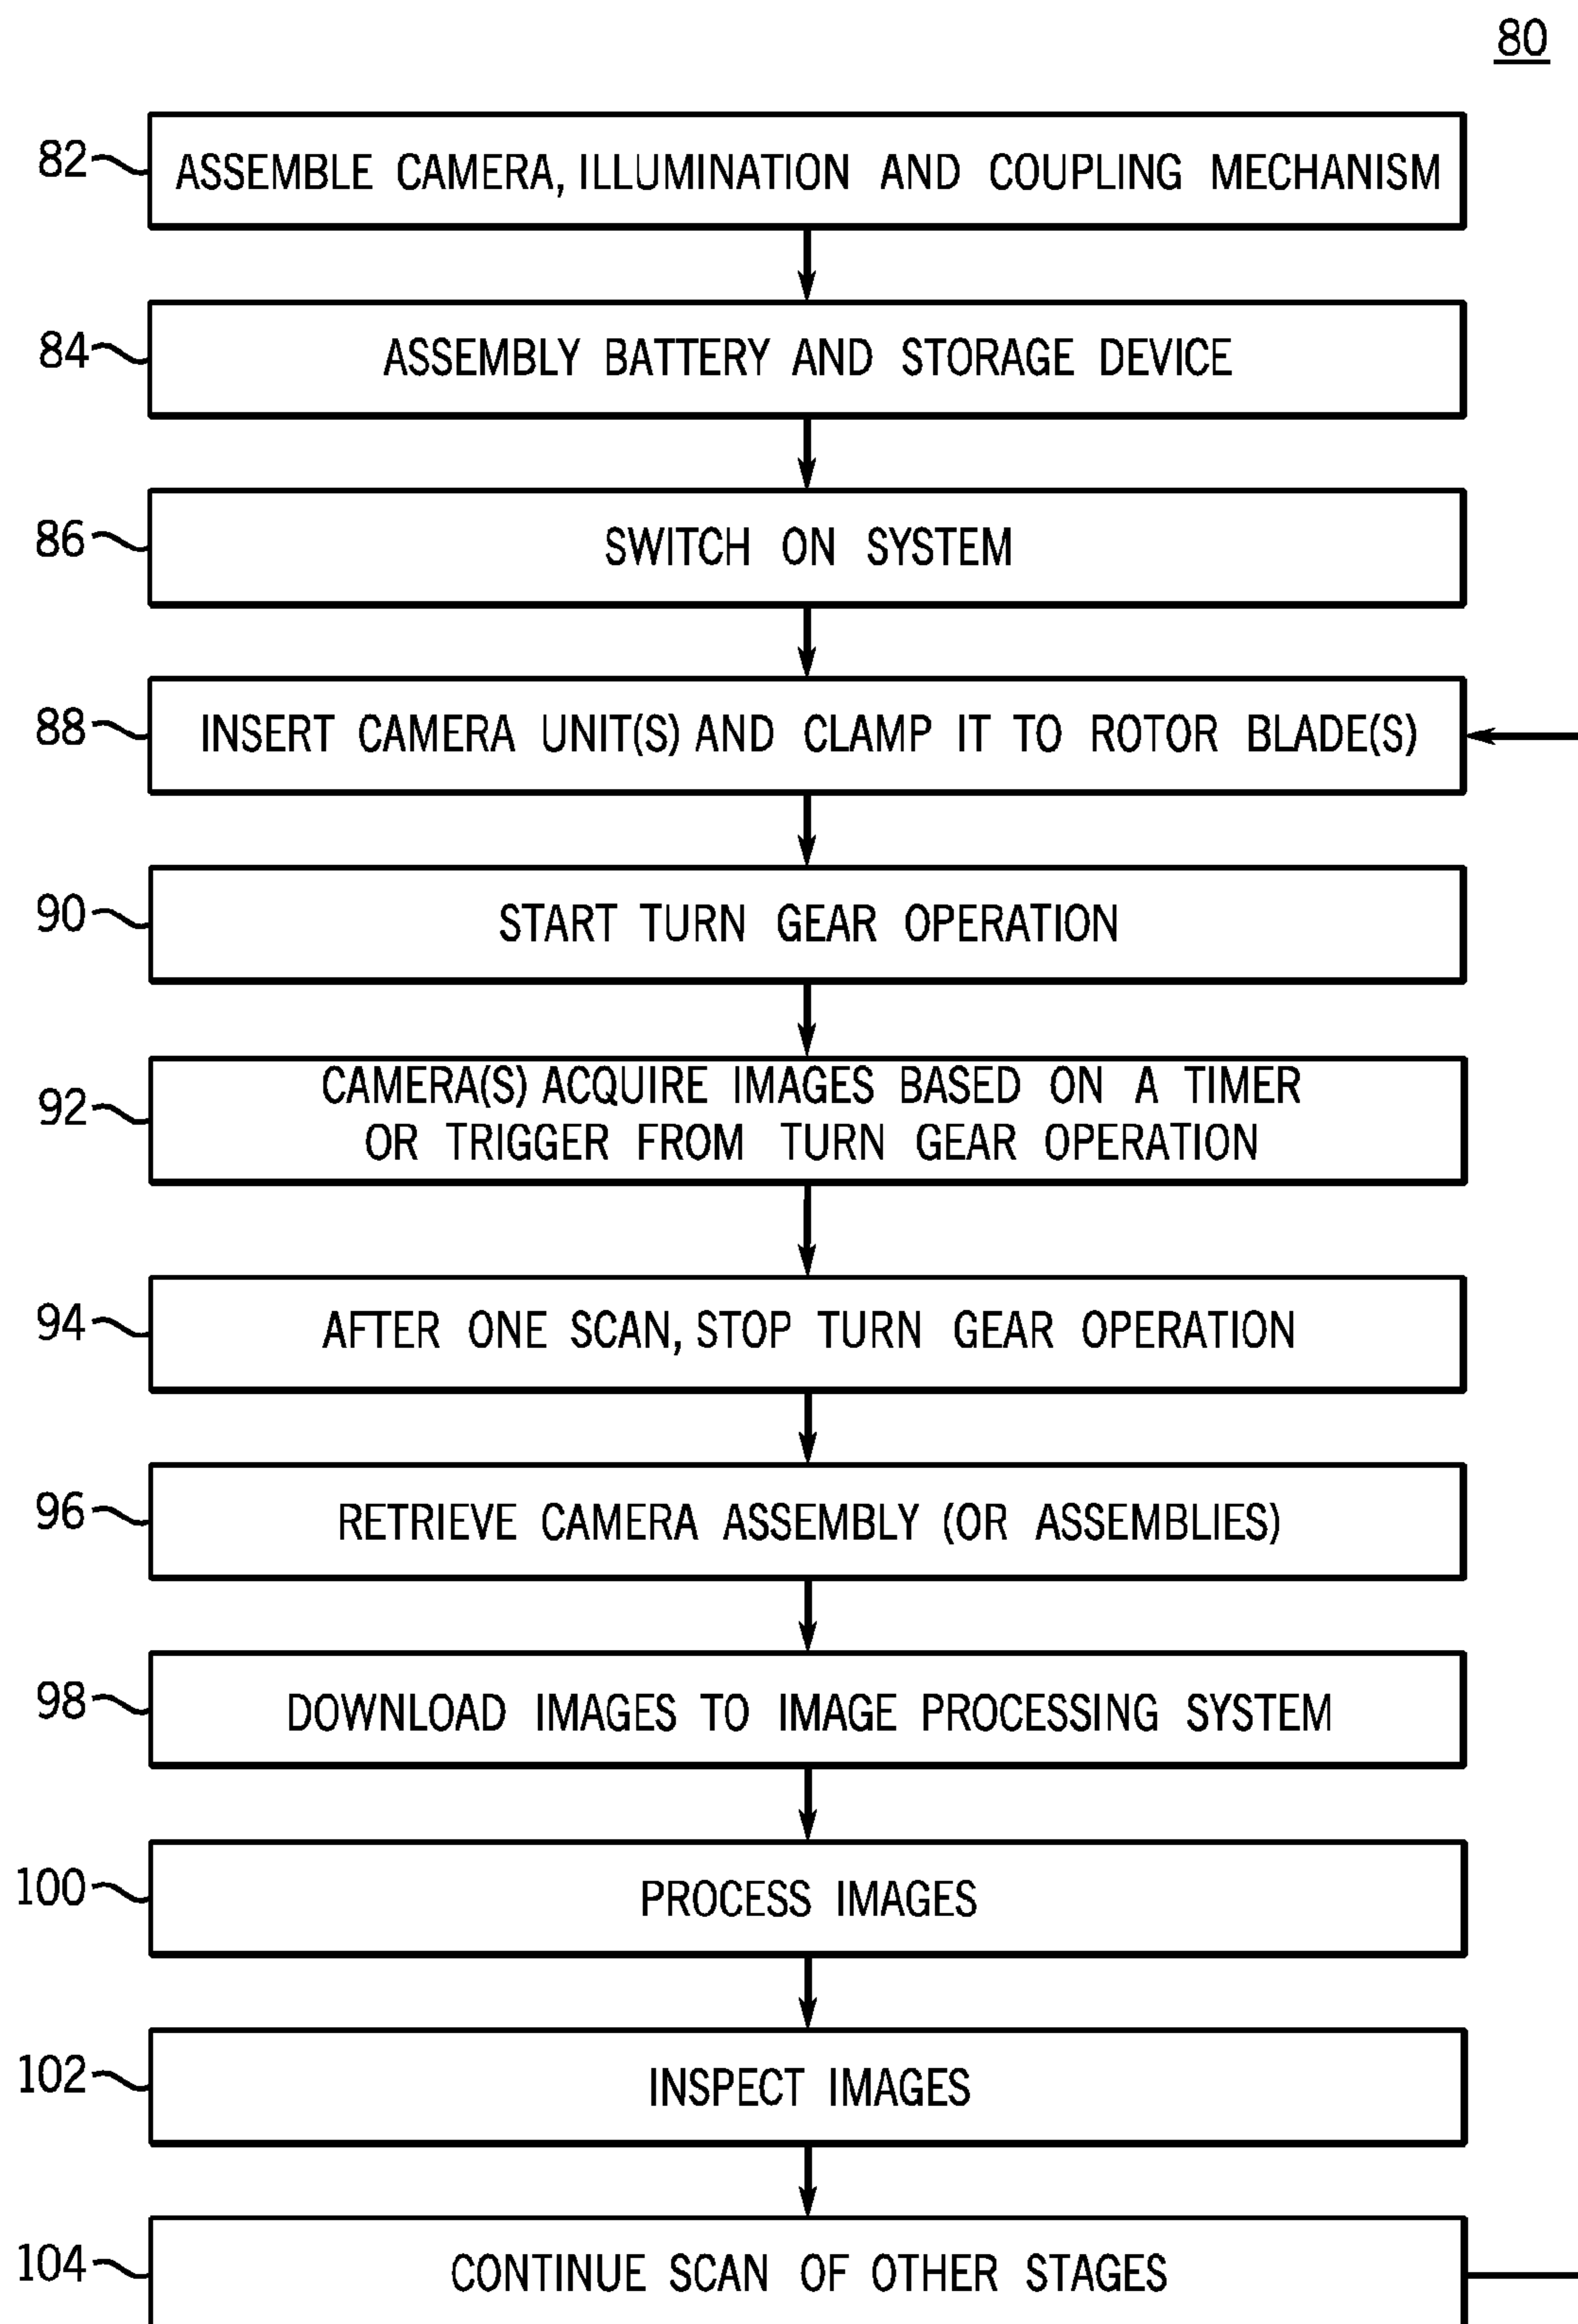 80
82
ASSEMBLE CAMERA, ILLUMINATION AND COUPLING MECHANISM
84
ASSEMBLY BATTERY AND STORAGE DEVICE
86
SWITCH ON SYSTEM
88
INSERT CAMERA UNIT(S) AND CLAMP IT TO ROTOR BLADE(S)
90
START TURN GEAR OPERATION
92
CAMERA(S) ACQUIRE IMAGES BASED ON A TIMER
OR TRIGGER FROM TURN GEAR OPERATION
94
AFTER ONE SCAN, STOP TURN GEAR OPERATION
96
RETRIEVE CAMERA ASSEMBLY (OR ASSEMBLIES)
98
DOWNLOAD IMAGES TO IMAGE PROCESSING SYSTEM
100
PROCESS IMAGES
102
INSPECT IMAGES
104
CONTINUE SCAN OF OTHER STAGES